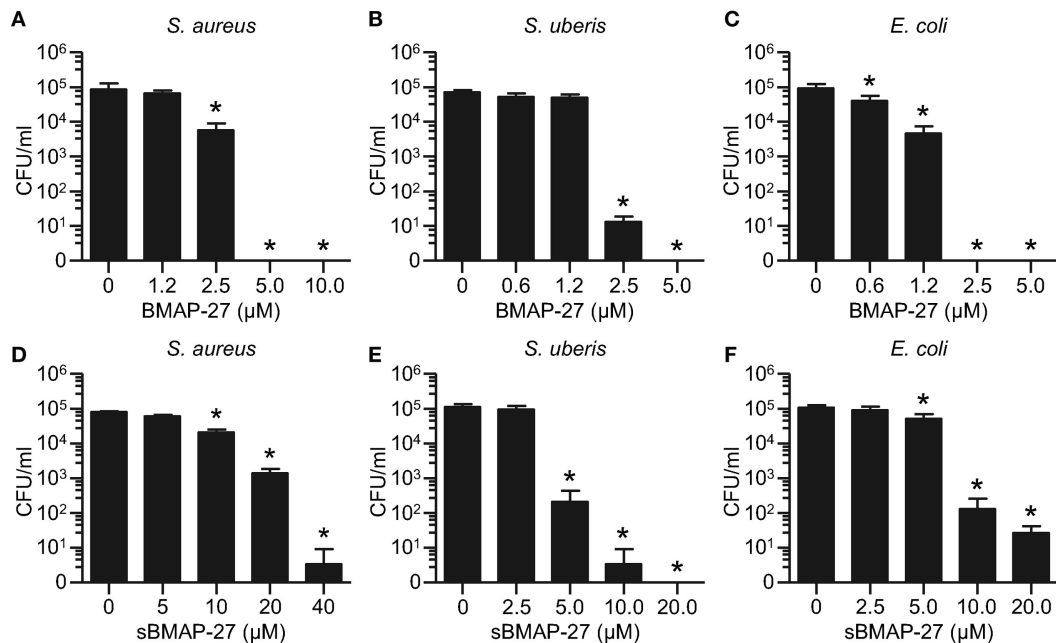 A
S. aureus
B
S. uberis
C
E. coli
CFU/ml
10⁶
10⁵
10⁴
10³
10²
10¹
0
* * *
0 1.2 2.5 5.0 10.0
BMAP-27 (µM)
CFU/ml
10⁶
10⁵
10⁴
10³
10²
10¹
0
* *
0 0.6 1.2 2.5 5.0
BMAP-27 (µM)
CFU/ml
10⁶
10⁵
10⁴
10³
10²
10¹
0
* * * *
0 0.6 1.2 2.5 5.0
BMAP-27 (µM)
D
S. aureus
E
S. uberis
F
E. coli
CFU/ml
10⁶
10⁵
10⁴
10³
10²
10¹
0
* * *
0 5 10 20 40
sBMAP-27 (µM)
CFU/ml
10⁶
10⁵
10⁴
10³
10²
10¹
0
* * *
0 2.5 5.0 10.0 20.0
sBMAP-27 (µM)
CFU/ml
10⁶
10⁵
10⁴
10³
10²
10¹
0
* * *
0 2.5 5.0 10.0 20.0
sBMAP-27 (µM)